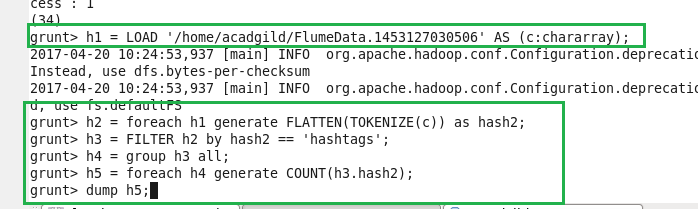 cess : 1
(34)
grunt> h1 = LOAD '/home/acadgild/FlumeData.1453127030506' AS (c:chararray);
2017-04-20 10:24:53,937 [main] INFO  org.apache.hadoop.conf.Configuration.deprecatio
Instead, use dfs.bytes-per-checksum
2017-04-20 10:24:53,937 [main] INFO  org.apache.hadoop.conf.Configuration.deprecatio
d, use fs.defaultFS
grunt> h2 = foreach h1 generate FLATTEN(TOKENIZE(c)) as hash2;
grunt> h3 = FILTER h2 by hash2 == 'hashtags';
grunt> h4 = group h3 all;
grunt> h5 = foreach h4 generate COUNT(h3.hash2);
grunt> dump h5;